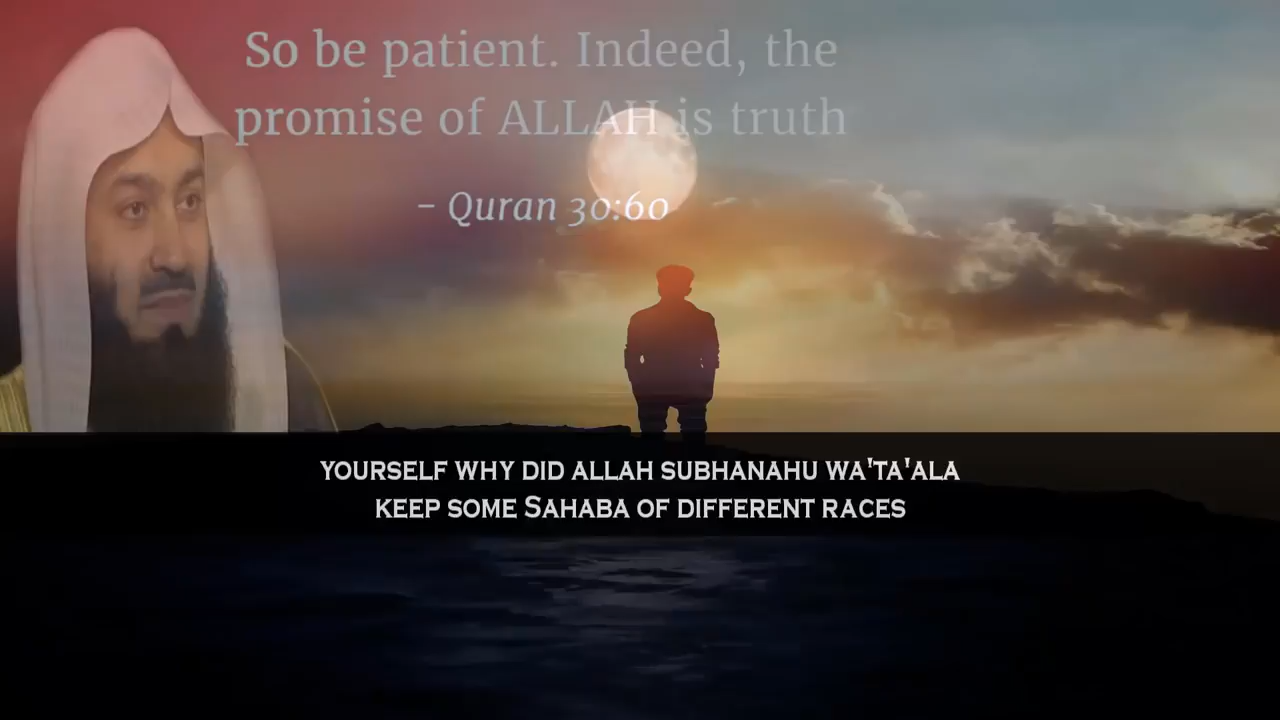 So be patient. Indeed, the
promise of ALLAH is truth
– Quran 30:60
YOURSELF WHY DID ALLAH SUBHANAHU WA'TA'ALA
KEEP SOME SAHABA OF DIFFERENT RACES